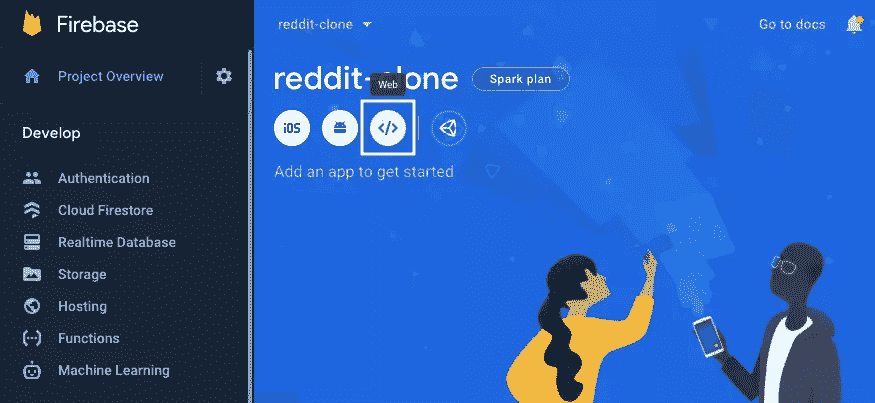 Firebase
Project Overview
Develop
Authentication
Cloud Firestore
Realtime Database
Storage
Hosting
Functions
Machine Learning
reddit-clone
Go to docs
reddit-clone
Spark plan
Web
iOS
</>
Add an app to get started